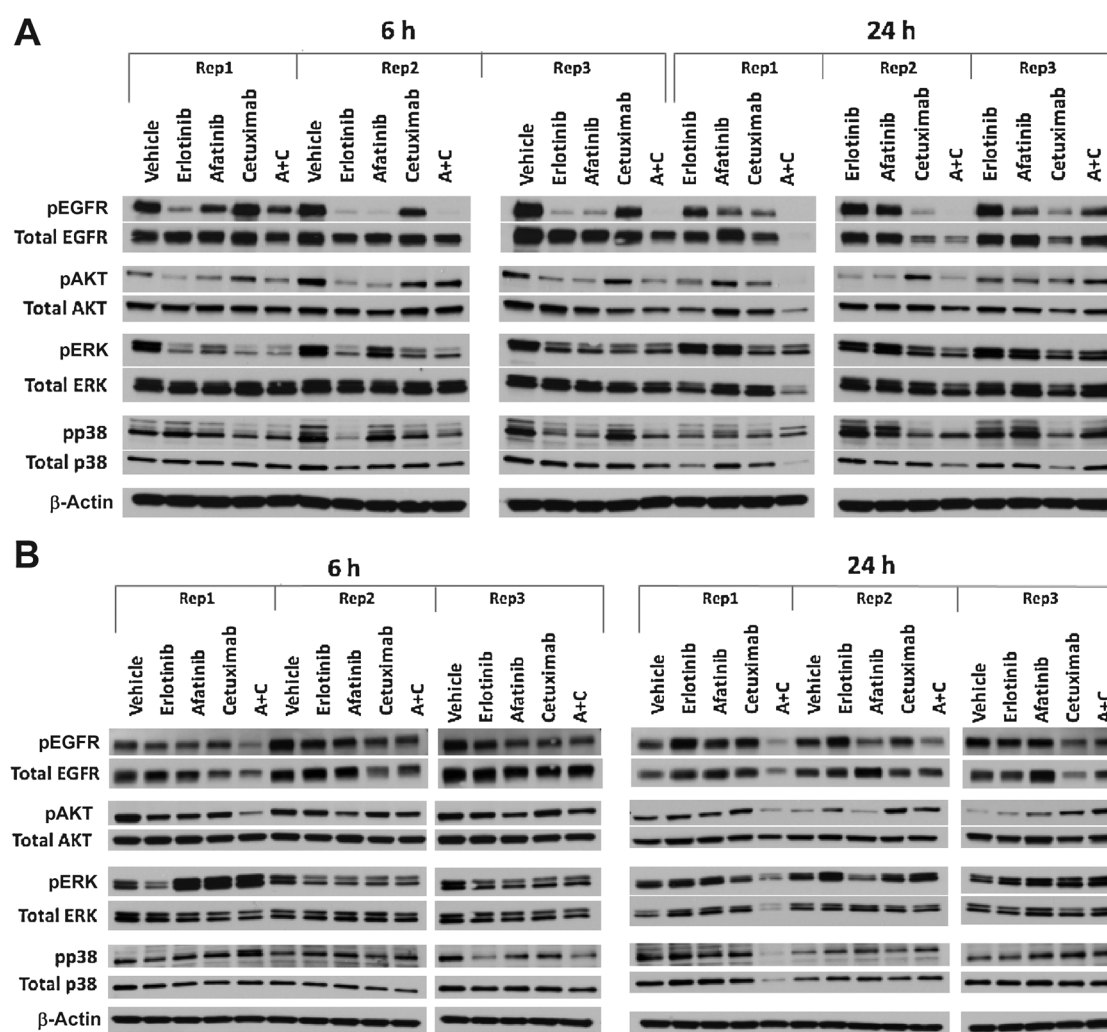 A
6 h
24 h
Rep1
Rep2
Rep3
Rep1
Rep2
Rep3
Vehicle
Erlotinib
Afatinib
Cetuximab
A+C
Vehicle
Erlotinib
Afatinib
Cetuximab
A+C
Vehicle
Erlotinib
Afatinib
Cetuximab
A+C
Erlotinib
Afatinib
Cetuximab
A+C
Erlotinib
Afatinib
Cetuximab
A+C
Erlotinib
Afatinib
Cetuximab
A+C
pEGFR
Total EGFR
pAKT
Total AKT
pERK
Total ERK
pp38
Total p38
β-Actin
B
6 h
24 h
Rep1
Rep2
Rep3
Rep1
Rep2
Rep3
Vehicle
Erlotinib
Afatinib
Cetuximab
A+C
Vehicle
Erlotinib
Afatinib
Cetuximab
A+C
Vehicle
Erlotinib
Afatinib
Cetuximab
A+C
Vehicle
Erlotinib
Afatinib
Cetuximab
A+C
Vehicle
Erlotinib
Afatinib
Cetuximab
A+C
Vehicle
Erlotinib
Afatinib
Cetuximab
A+C
pEGFR
Total EGFR
pAKT
Total AKT
pERK
Total ERK
pp38
Total p38
β-Actin